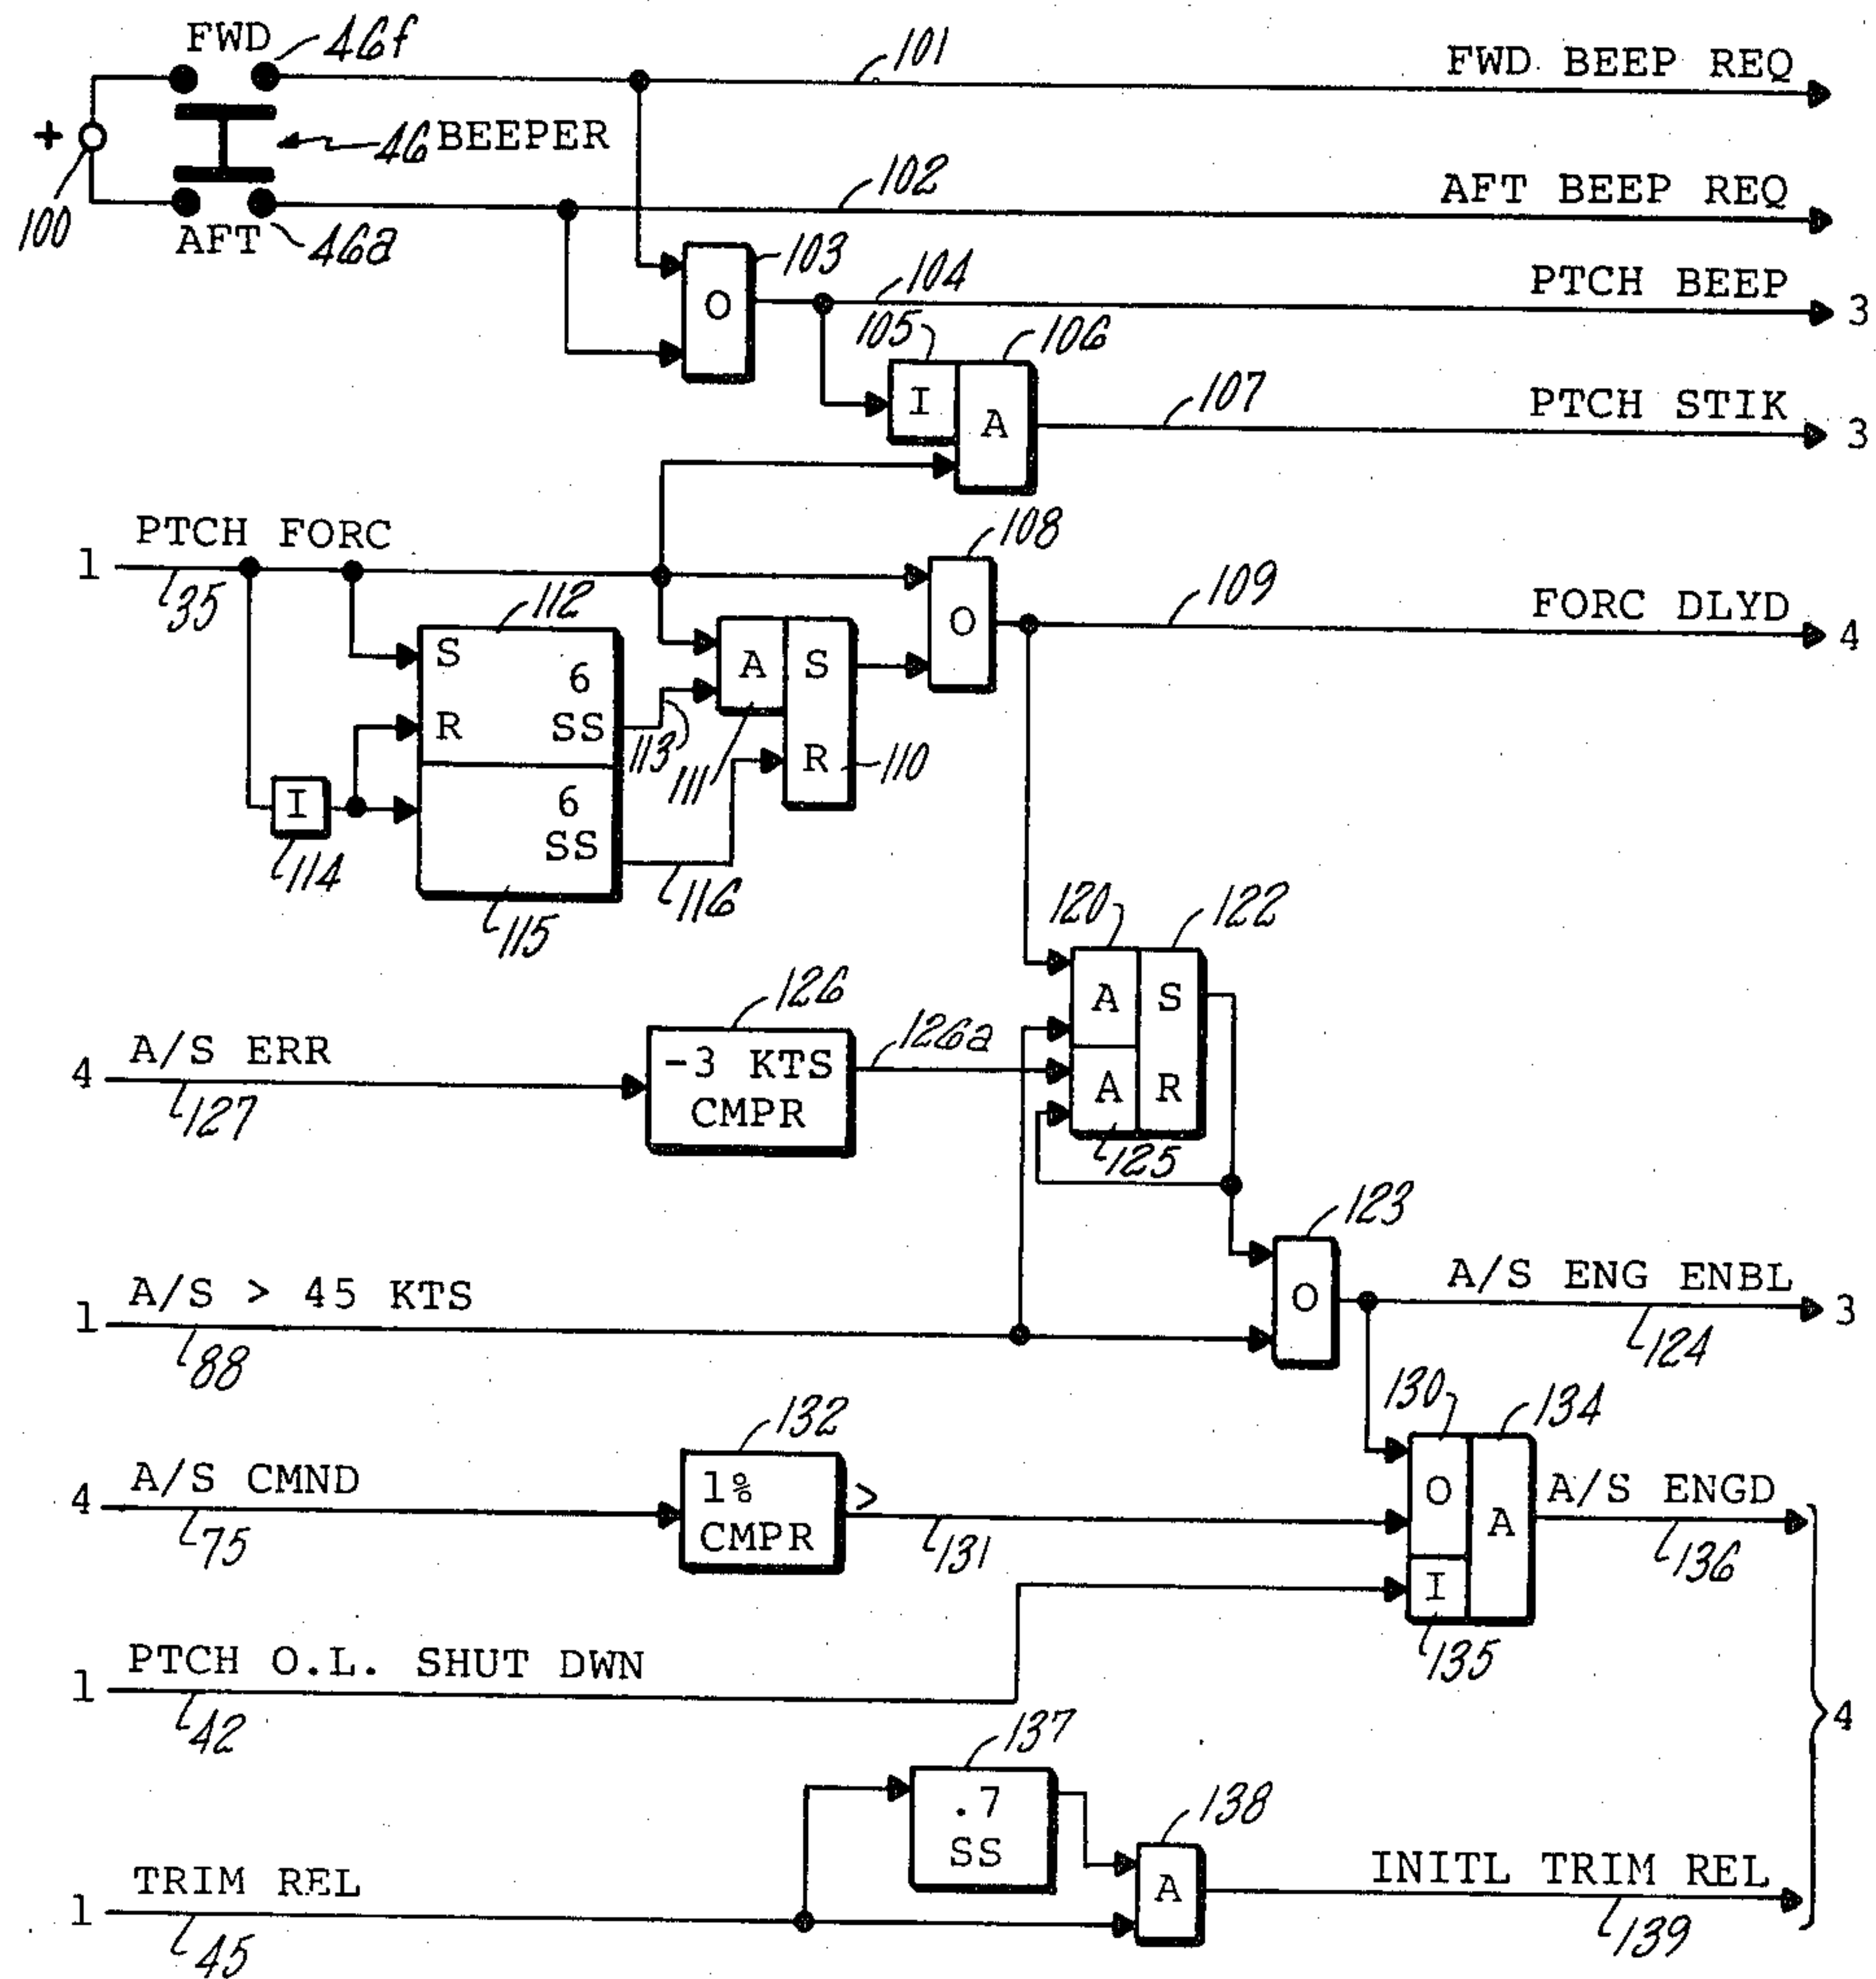 FWD 46f 101 FWD BEEP REQ
+ 46 BEEPER
100 AFT 46a 102 AFT BEEP REQ
103 104 PTCH BEEP 3
O
105 106
I A 107 PTCH STIK 3
PTCH FORC 108
1 35 112 O 109 FORC DLYD 4
S 6 A S
R SS 113 111 R 110
I 6
114 SS 116
115
120 122
126 126a A S
4 A/S ERR -3 KTS
127 CMPR A R
125
123
A/S > 45 KTS O A/S ENG ENBL 3
1 88 124
132 130 134
4 A/S CMND 1% > O A/S ENGD
75 CMPR 131 A 136
I
PTCH O.L. SHUT DWN 135
1 42 4
137
.7 138
SS
TRIM REL A INITL TRIM REL
1 45 139